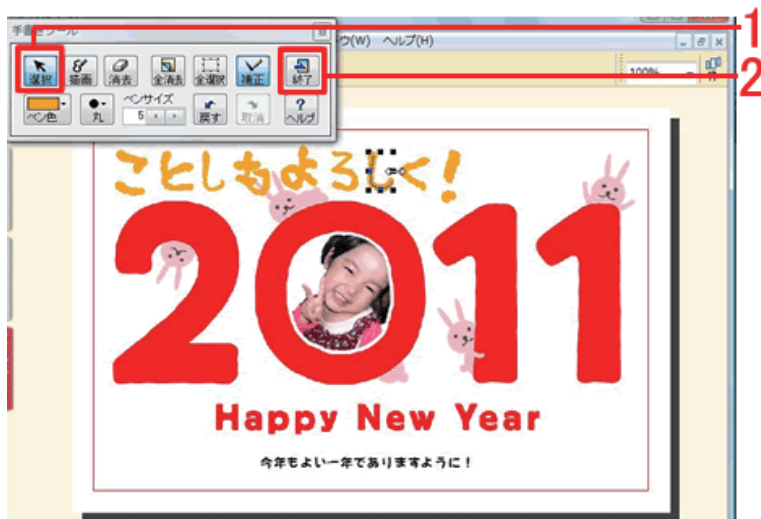 手書きツール
ウ(W) ヘルプ(H)
1
選択 描画 消去 全消去 全選択 補正 終了
100%
2
ペン色 丸 ペンサイズ 5 戻す 取消 ヘルプ
?
ことしもよろしく!
2011
Happy New Year
今年もよい一年でありますように!